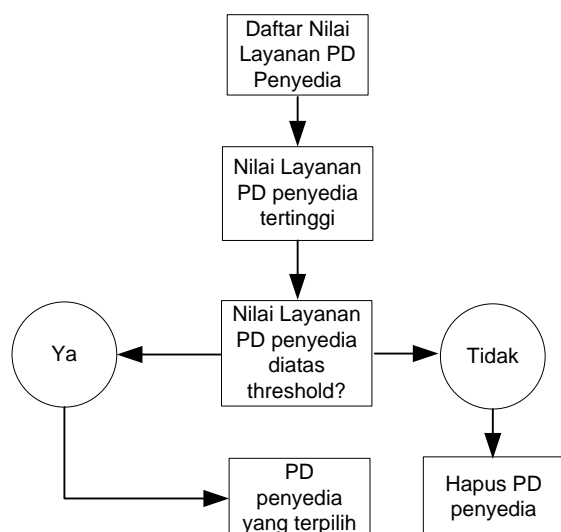 Daftar Nilai
Layanan PD
Penyedia
Nilai Layanan
PD penyedia
tertinggi
Nilai Layanan
PD penyedia
diatas
threshold?
Ya
Tidak
PD
penyedia
yang terpilih
Hapus PD
penyedia